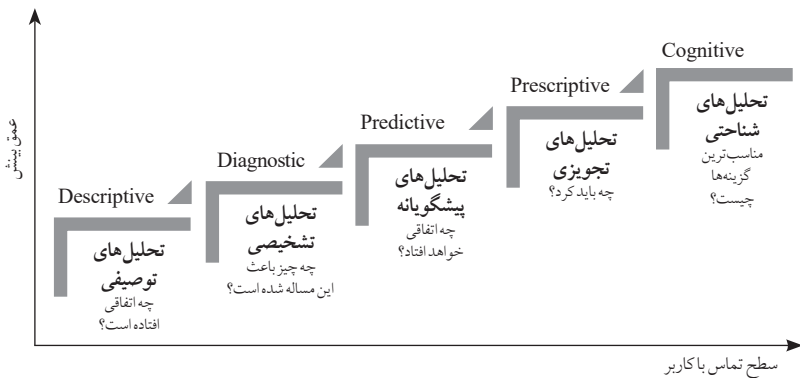 عمق بینش
Descriptive
تحلیل‌های
توصیفی
چه اتفاقی
افتاده است؟
Diagnostic
تحلیل‌های
تشخیصی
چه چیز باعث
این مساله شده است؟
Predictive
تحلیل‌های
پیشگویانه
چه اتفاقی
خواهد افتاد؟
Prescriptive
تحلیل‌های
تجویزی
چه باید کرد؟
Cognitive
تحلیل‌های
شناختی
مناسب‌ترین
گزینه‌ها
چیست؟
سطح تماس با کاربر